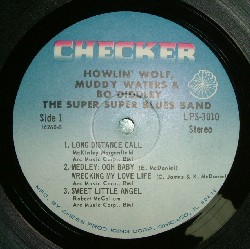 CHECKER
HOWLIN' WOLF,
MUDDY WATERS &
BO DIDDLEY
THE SUPER SUPER BLUES BAND
Side 1
LPS-3010
Stereo
1. LONG DISTANCE CALL
McKinley Morganfield
Arc Music Corp., BMI
2. MEDLEY: OOH BABY (E. McDaniel)
WRECKING MY LOVE LIFE (E. James & K. McDaniel)
Arc Music Corp., BMI
3. SWEET LITTLE ANGEL
Robert McCollum
Arc Music Corp., BMI